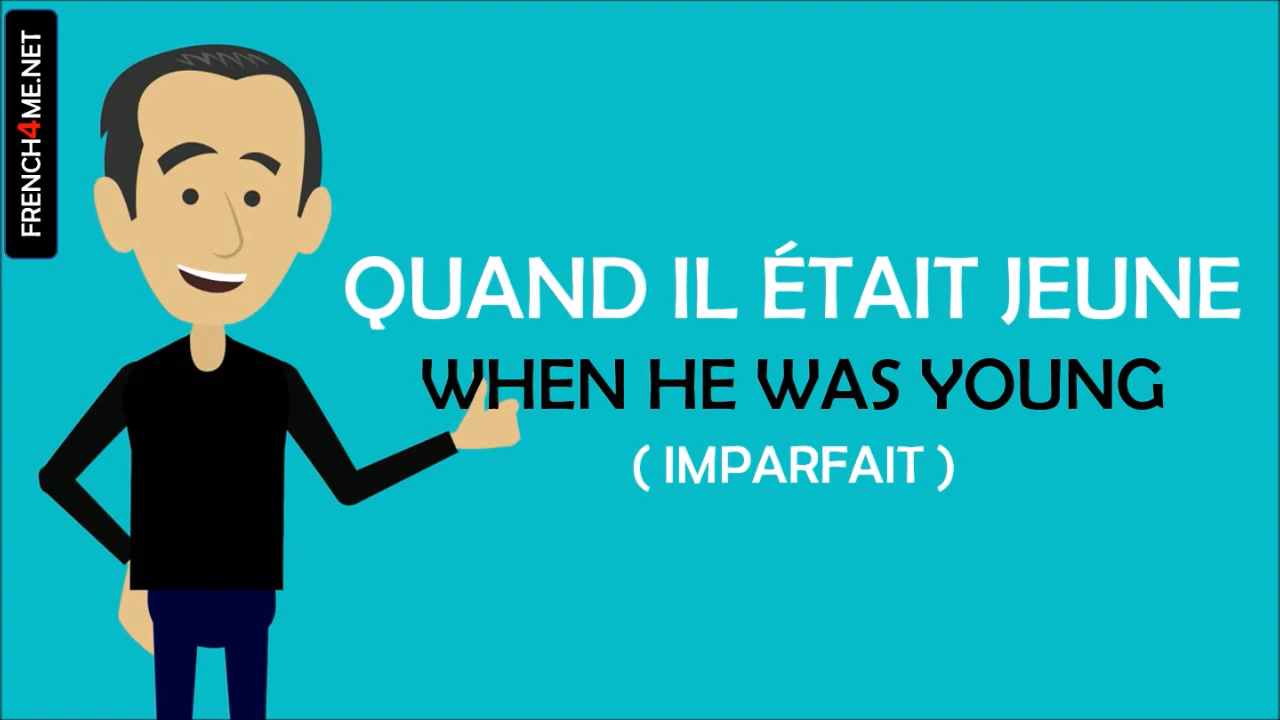 FRENCH4ME.NET
QUAND IL ÉTAIT JEUNE
WHEN HE WAS YOUNG
( IMPARFAIT )